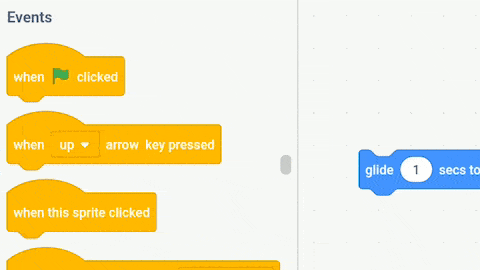 Events
when clicked
when up arrow key pressed
glide 1 secs to
when this sprite clicked